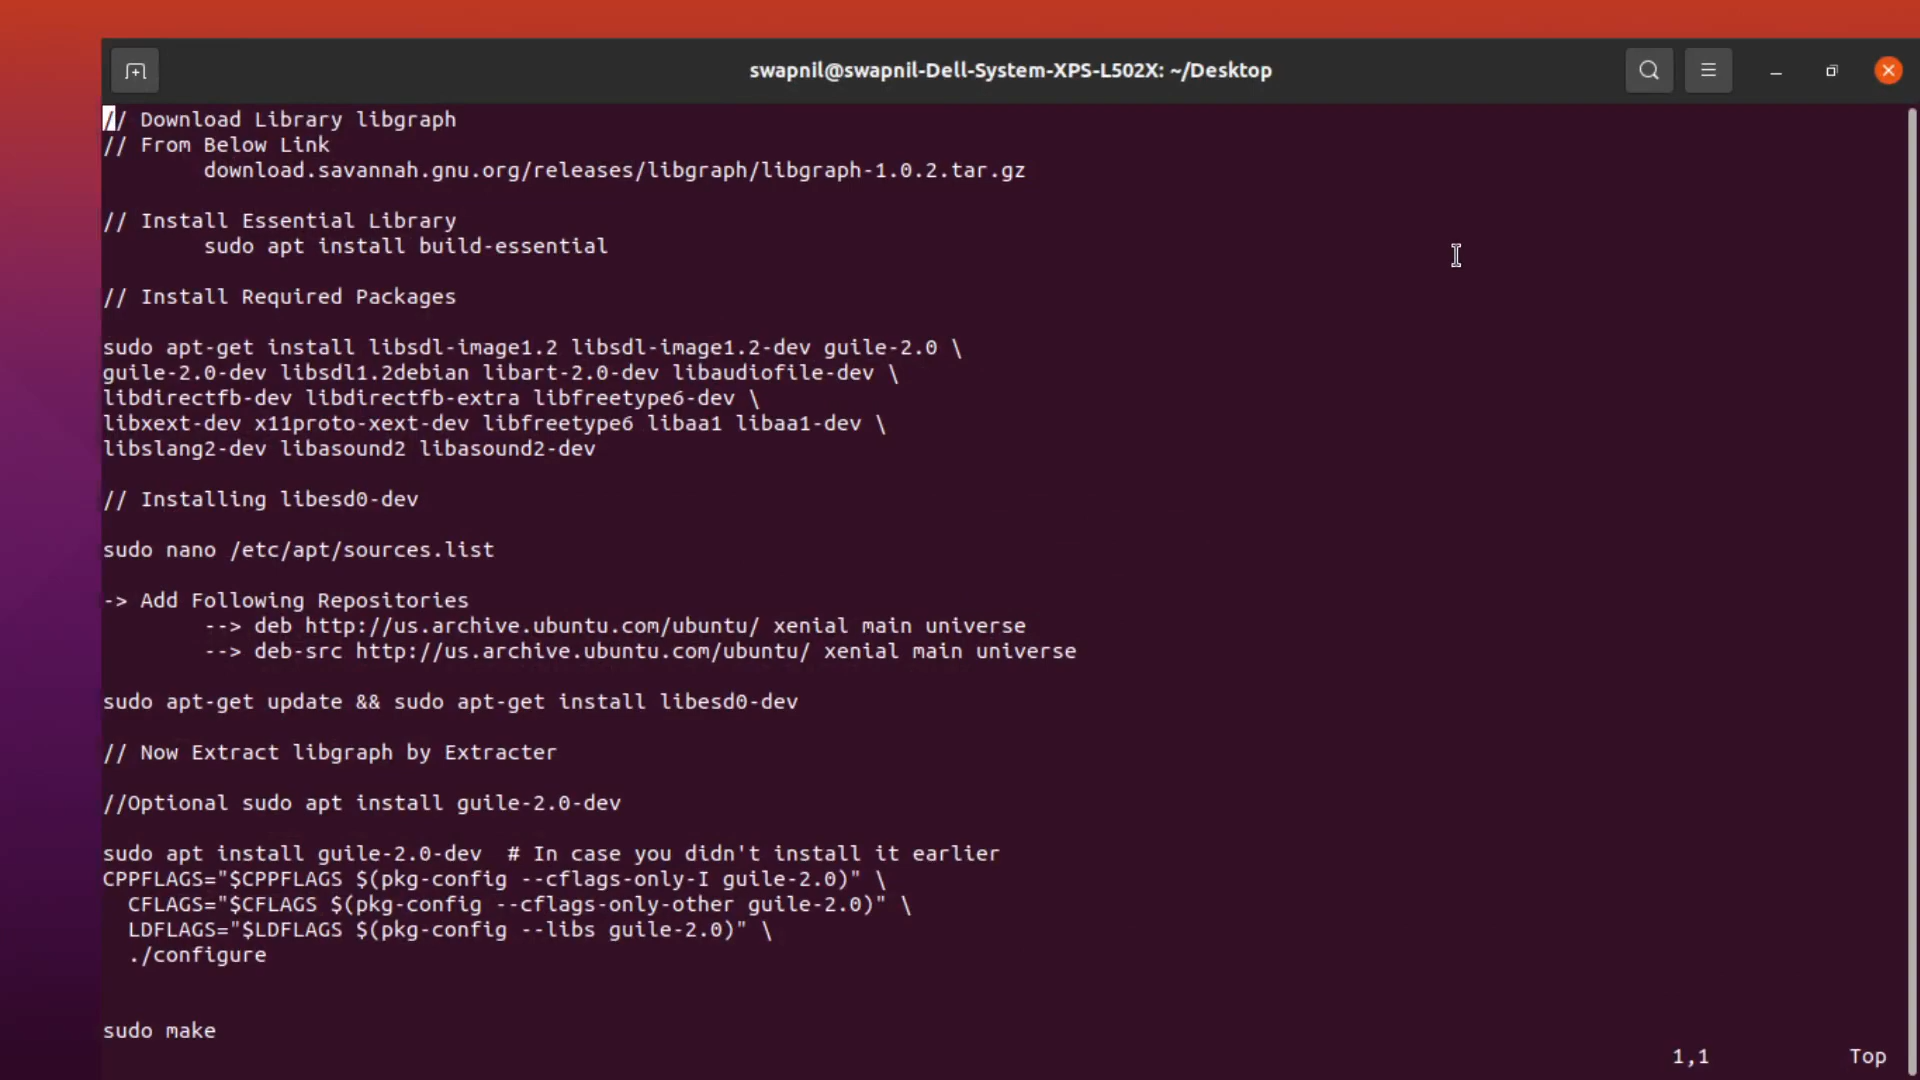 swapnil@swapnil-Dell-System-XPS-L502X: ~/Desktop
// Download Library libgraph
// From Below Link
download.savannah.gnu.org/releases/libgraph/libgraph-1.0.2.tar.gz
// Install Essential Library
sudo apt install build-essential
// Install Required Packages
sudo apt-get install libsdl-image1.2 libsdl-image1.2-dev guile-2.0 \
guile-2.0-dev libsdl1.2debian libart-2.0-dev libaudiofile-dev \
libdirectfb-dev libdirectfb-extra libfreetype6-dev \
libxext-dev x11proto-xext-dev libfreetype6 libaa1 libaa1-dev \
libslang2-dev libasound2 libasound2-dev
// Installing libesd0-dev
sudo nano /etc/apt/sources.list
-> Add Following Repositories
--> deb http://us.archive.ubuntu.com/ubuntu/ xenial main universe
--> deb-src http://us.archive.ubuntu.com/ubuntu/ xenial main universe
sudo apt-get update && sudo apt-get install libesd0-dev
// Now Extract libgraph by Extracter
//Optional sudo apt install guile-2.0-dev
sudo apt install guile-2.0-dev  # In case you didn't install it earlier
CPPFLAGS="$CPPFLAGS $(pkg-config --cflags-only-I guile-2.0)" \
CFLAGS="$CFLAGS $(pkg-config --cflags-only-other guile-2.0)" \
LDFLAGS="$LDFLAGS $(pkg-config --libs guile-2.0)" \
./configure
sudo make
1,1 Top